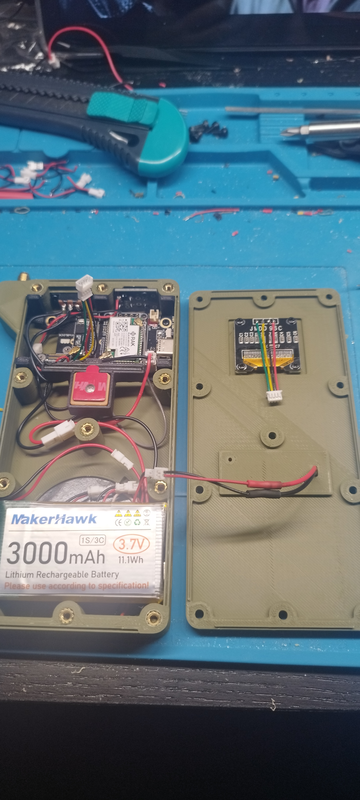 MakerHawk
3000mAh
1S/3C
3.7V
11.1Wh
Lithium Rechargeable Battery
Please use according to specification!